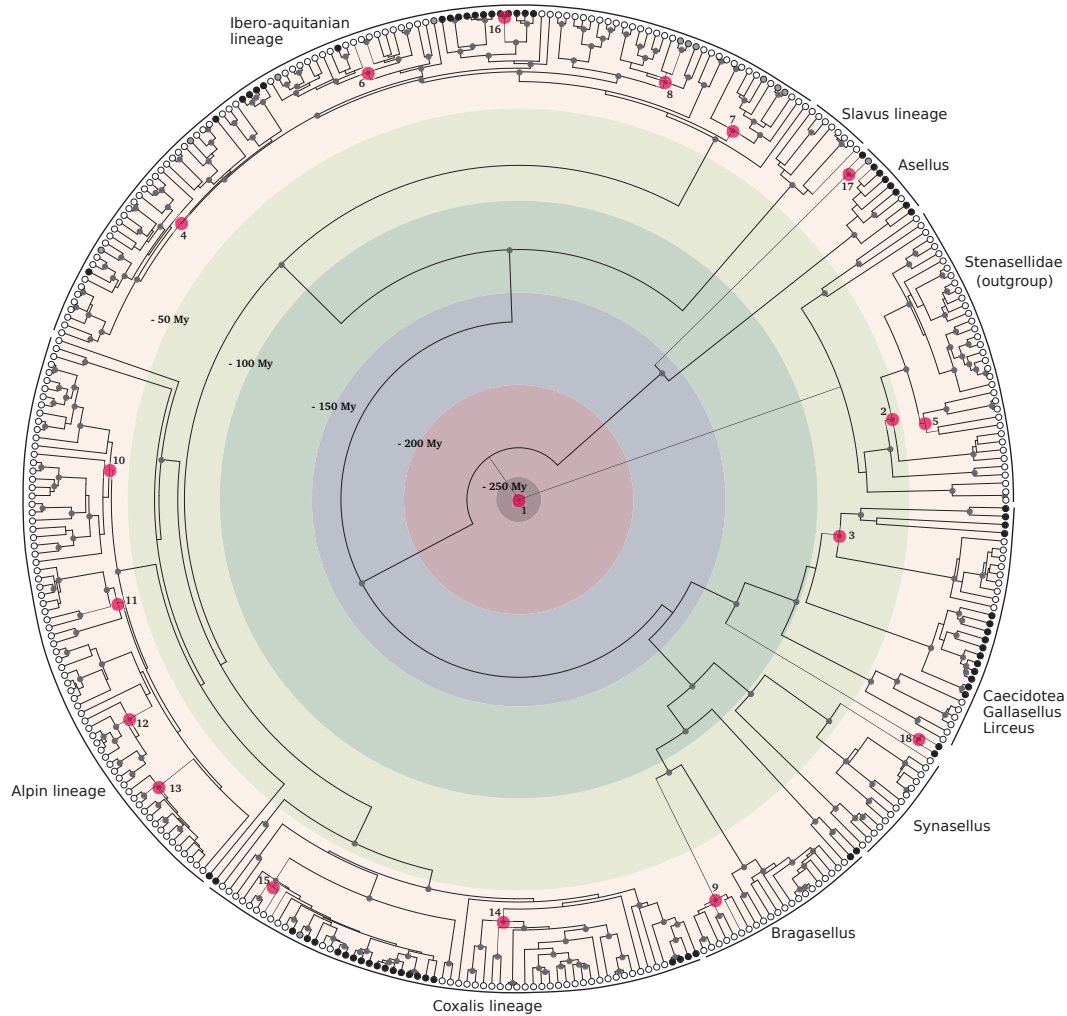 Ibero-aquitanian
lineage
16
6
8
7
Slavus lineage
Asellus
17
4
Stenasellidae
(outgroup)
- 50 My
- 100 My
- 150 My
2
5
- 200 My
10
- 250 My
1
3
11
Caecidotea
Gallasellus
Lirceus
12
18
13
Alpin lineage
Synasellus
15
9
14
Bragasellus
Coxalis lineage